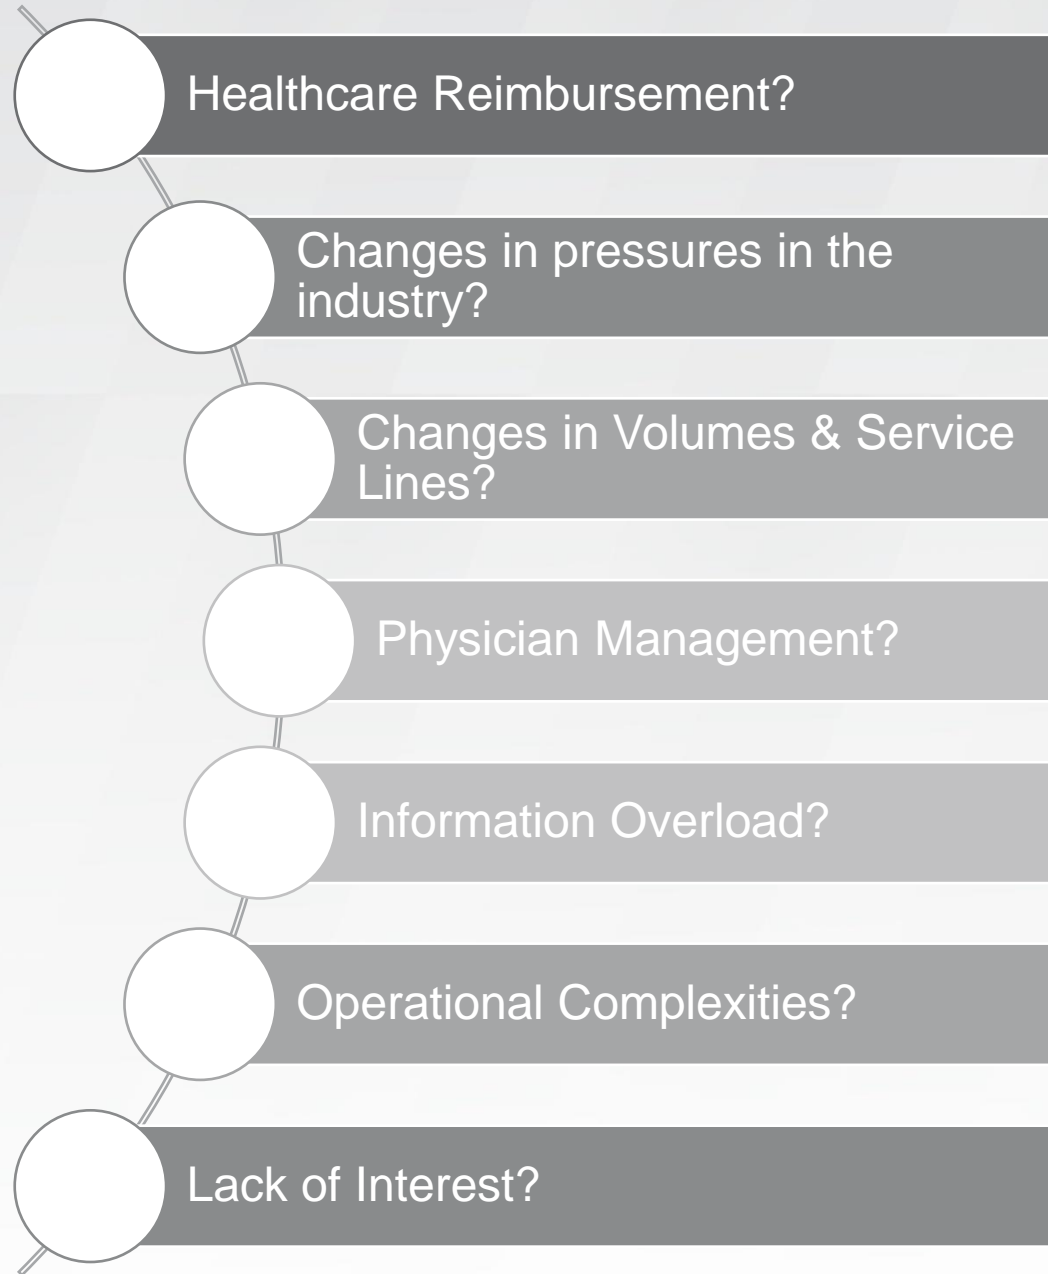 Healthcare Reimbursement?
Changes in pressures in the
industry?
Changes in Volumes & Service
Lines?
Physician Management?
Information Overload?
Operational Complexities?
Lack of Interest?